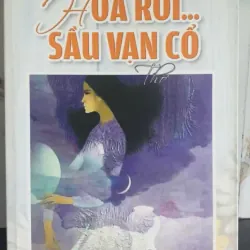 HOA RƠI...
SẦU VẠN CỔ
Thơ